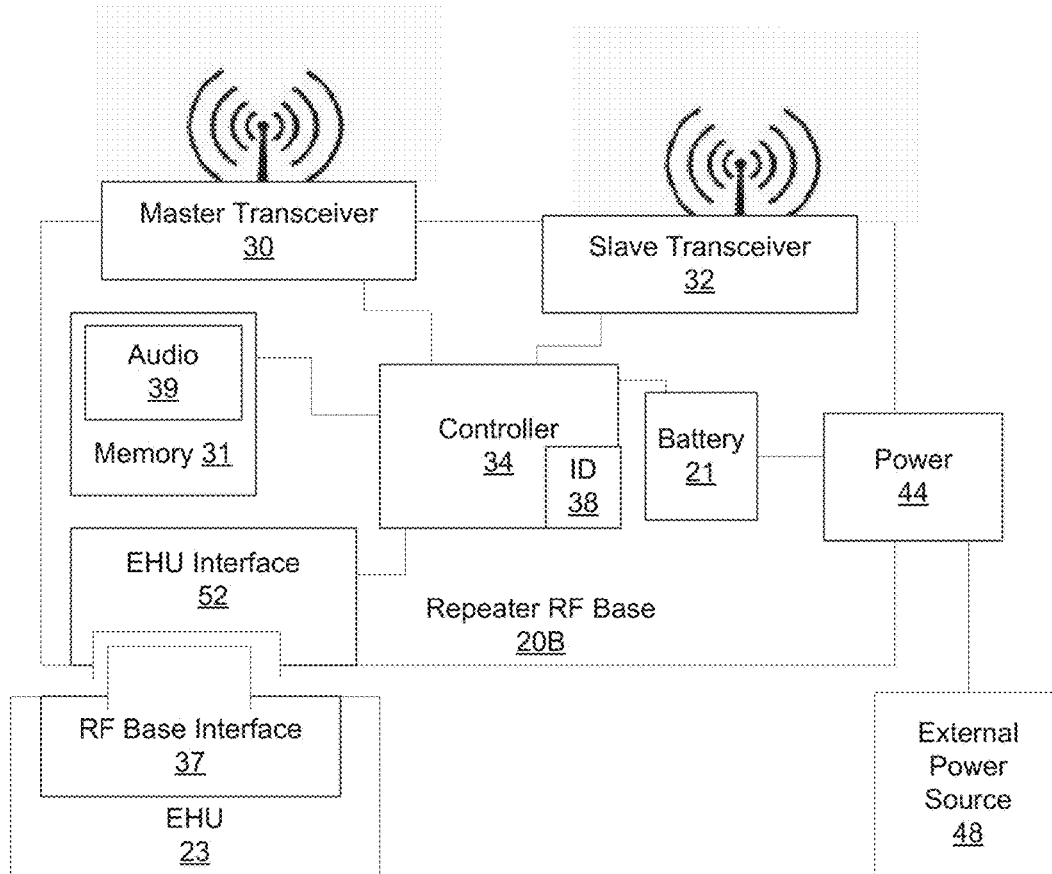 Master Transceiver
30
Slave Transceiver
32
Audio
39
Memory 31
Controller
34
ID
38
Battery
21
Power
44
EHU Interface
52
Repeater RF Base
20B
RF Base Interface
37
EHU
23
External
Power
Source
48